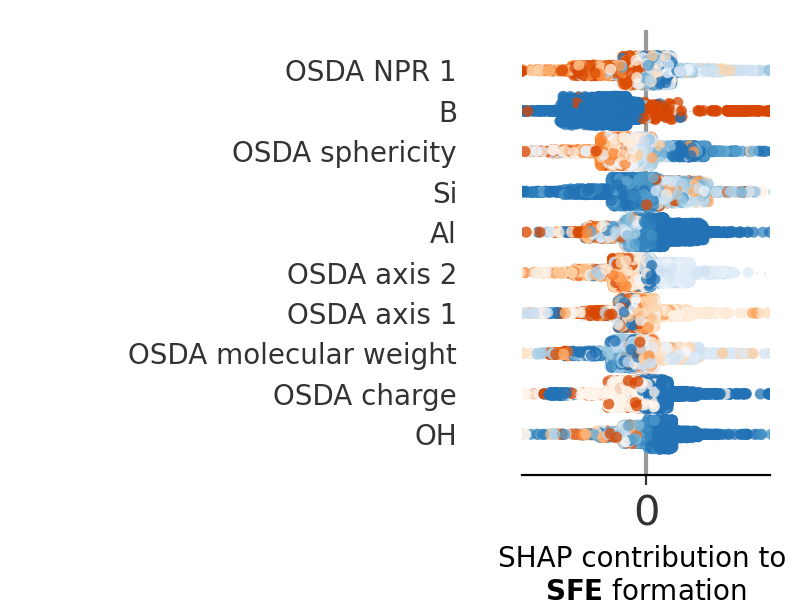 OSDA NPR 1
B
OSDA sphericity
Si
Al
OSDA axis 2
OSDA axis 1
OSDA molecular weight
OSDA charge
OH
0
SHAP contribution to
SFE formation